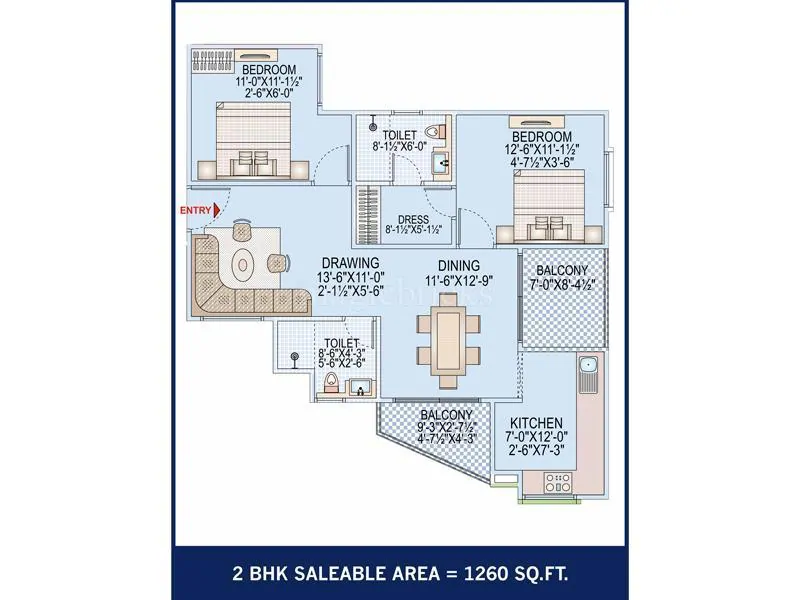 BEDROOM
11'-0"X11'-1½"
2'-6"X6'-0"
TOILET
8'-1½"X6'-0"
BEDROOM
12'-6"X11'-1½"
4'-7½"X3'-6"
ENTRY
DRESS
8'-1½"X5'-1½"
DRAWING
13'-6"X11'-0"
2'-1½"X5'-6"
DINING
11'-6"X12'-9"
BALCONY
7'-0"X8'-4½"
TOILET
8'-6"X4'-3"
5'-6"X2'-6"
BALCONY
9'-3"X2'-7½"
4'-7½"X4'-3"
KITCHEN
7'-0"X12'-0"
2'-6"X7'-3"
2 BHK SALEABLE AREA = 1260 SQ.FT.